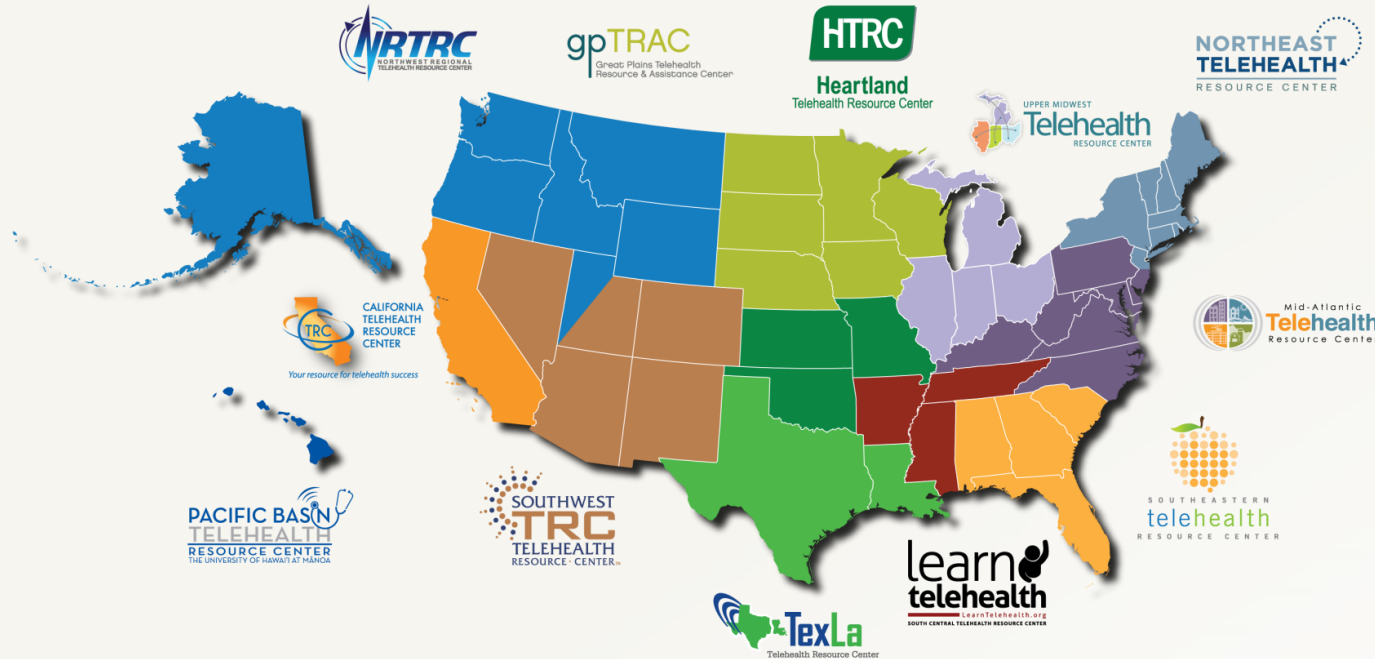 NRTRC
NORTHWEST REGIONAL
TELEHEALTH RESOURCE CENTER
gpTRAC
Great Plains Telehealth
Resource & Assistance Center
HTRC
Heartland
Telehealth Resource Center
UPPER MIDWEST
Telehealth
RESOURCE CENTER
NORTHEAST
TELEHEALTH
RESOURCE CENTER
TRC
CALIFORNIA
TELEHEALTH
RESOURCE
CENTER
Your resource for telehealth success
Mid-Atlantic
Telehealth
Resource Center
PACIFIC BASIN
TELEHEALTH
RESOURCE CENTER
THE UNIVERSITY OF HAWAI'I AT MĀNOA
SOUTHWEST
TRC
TELEHEALTH
RESOURCE · CENTER
SOUTHEASTERN
telehealth
RESOURCE CENTER
learn
telehealth
LearnTelehealth.org
SOUTH CENTRAL TELEHEALTH RESOURCE CENTER
TexLa
Telehealth Resource Center